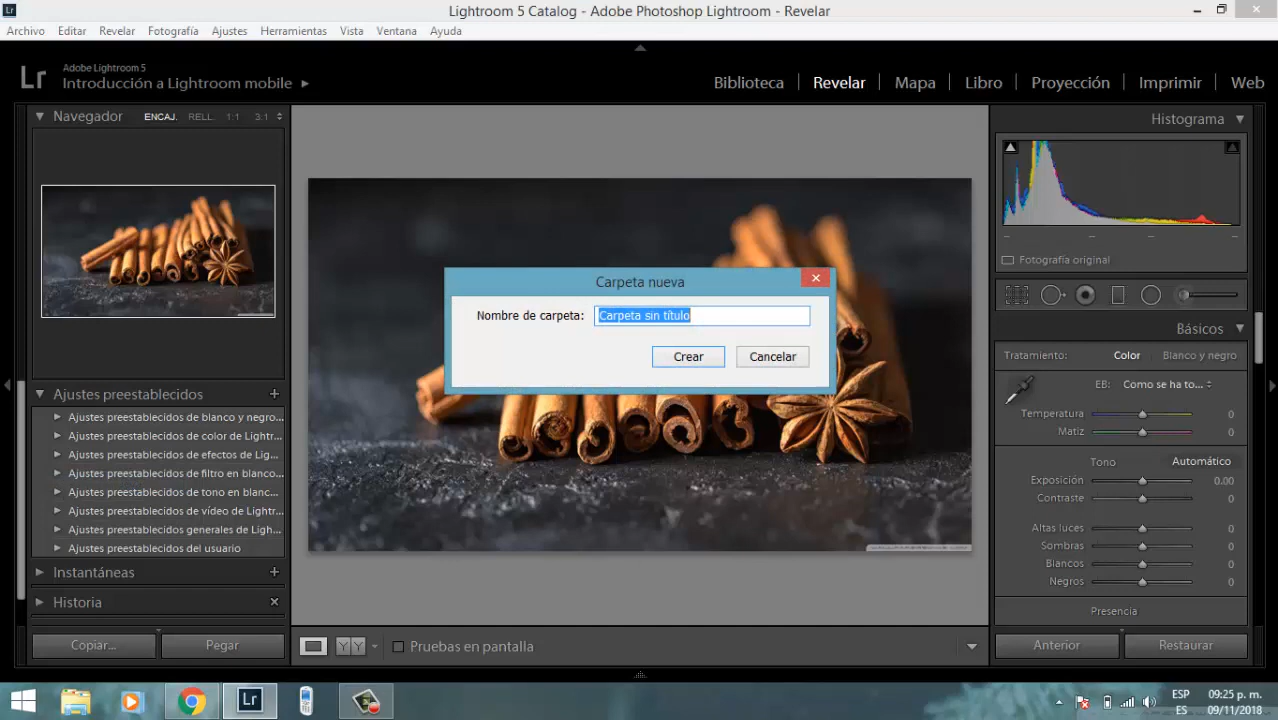 Lightroom 5 Catalog - Adobe Photoshop Lightroom - Revelar
Archivo Editar Revelar Fotografía Ajustes Herramientas Vista Ventana Ayuda
Adobe Lightroom 5
Lr Introducción a Lightroom mobile
Biblioteca Revelar Mapa Libro Proyección Imprimir Web
Navegador ENCAJ. RELL. 1:1 3:1
Ajustes preestablecidos +
Ajustes preestablecidos de blanco y negro...
Ajustes preestablecidos de color de Lightr...
Ajustes preestablecidos de efectos de Lig...
Ajustes preestablecidos de filtro en blanco...
Ajustes preestablecidos de tono en blanc...
Ajustes preestablecidos de vídeo de Lightr...
Ajustes preestablecidos generales de Ligh...
Ajustes preestablecidos del usuario
Instantáneas +
Historia
Copiar... Pegar
Carpeta nueva
Nombre de carpeta: Carpeta sin título
Crear Cancelar
Pruebas en pantalla
Histograma
Fotografía original
Básicos
Tratamiento: Color Blanco y negro
EB: Como se ha to...
Temperatura 0
Matiz 0
Tono Automático
Exposición 0.00
Contraste 0
Altas luces 0
Sombras 0
Blancos 0
Negros 0
Presencia
Anterior Restaurar
Lr
ESP 09:25 p. m.
ES 09/11/2018